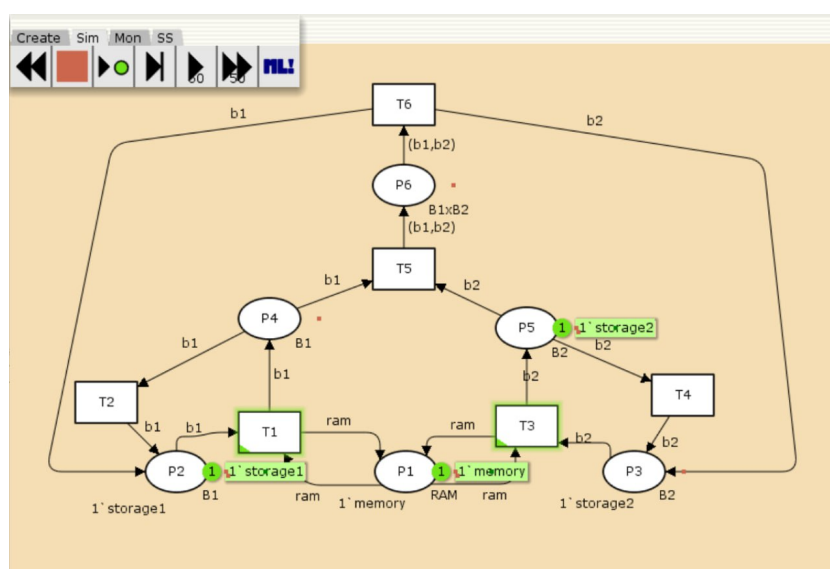 Create Sim Mon SS
50 50 ML!
T6
b1 b2
(b1,b2)
P6
B1xB2
(b1,b2)
T5
b1 b2
P4 P5 1 1`storage2
B1 B2
b1 b2
b1 b2
T2 T4
b1 b1 T1 ram ram T3 b2 b2
P2 1 1`storage1 P1 1 1`memory P3
B1 ram RAM ram B2
1`storage1 1`memory 1`storage2